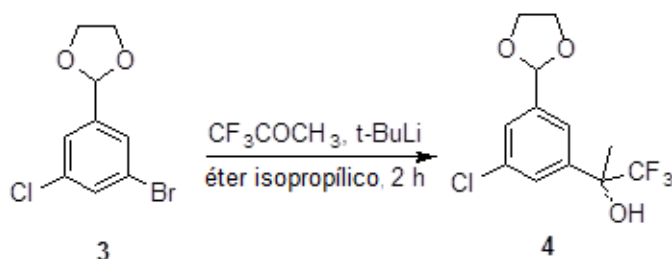 O O
Cl Br
3
CF₃COCH₃, t-BuLi
éter isopropílico, 2 h
O O
Cl CF₃
OH
4